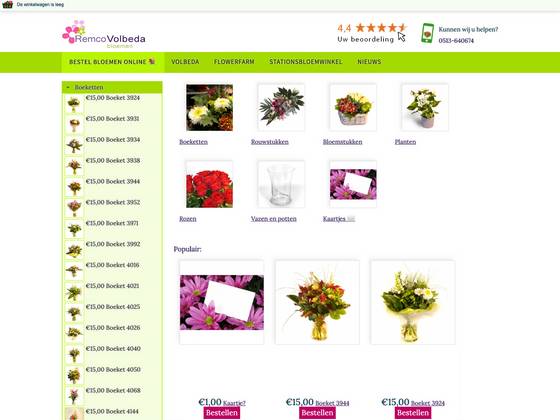 De winkelwagen is leeg
RemcoVolbeda
bloemen
4,4
Uw beoordeling
Kunnen wij u helpen?
0513-640674
BESTEL BLOEMEN ONLINE
VOLBEDA
FLOWERFARM
STATIONSBLOEMWINKEL
NIEUWS
Boeketten
€15,00 Boeket 3924
€15,00 Boeket 3931
€15,00 Boeket 3934
€15,00 Boeket 3938
€15,00 Boeket 3944
€15,00 Boeket 3952
€15,00 Boeket 3971
€15,00 Boeket 3992
€15,00 Boeket 4016
€15,00 Boeket 4021
€15,00 Boeket 4025
€15,00 Boeket 4026
€15,00 Boeket 4040
€15,00 Boeket 4050
€15,00 Boeket 4068
€15,00 Boeket 4144
Boeketten
Rouwstukken
Bloemstukken
Planten
Rozen
Vazen en potten
Kaartjes
Populair:
€1,00 Kaartje?
Bestellen
€15,00 Boeket 3944
Bestellen
€15,00 Boeket 3924
Bestellen